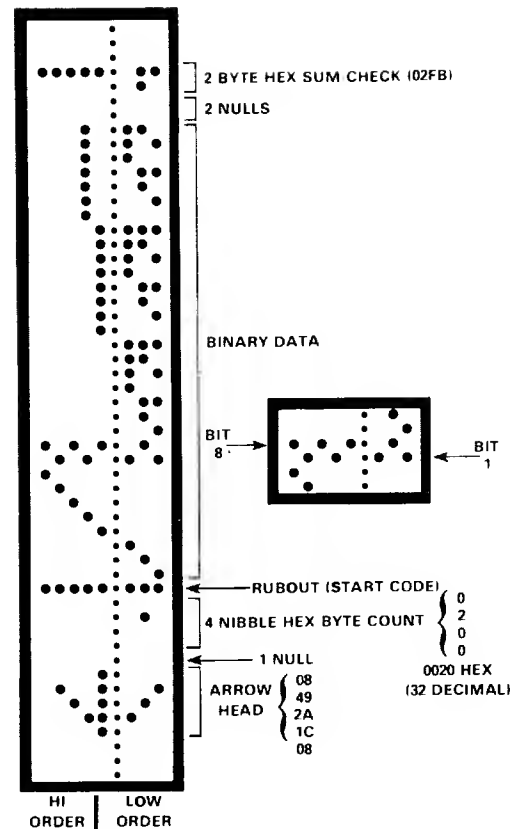 2 BYTE HEX SUM CHECK (02FB)
2 NULLS
BINARY DATA
BIT
8
BIT
1
RUBOUT (START CODE)
4 NIBBLE HEX BYTE COUNT
0
2
0
0
0020 HEX
(32 DECIMAL)
1 NULL
ARROW
HEAD
08
49
2A
1C
08
HI
ORDER
LOW
ORDER